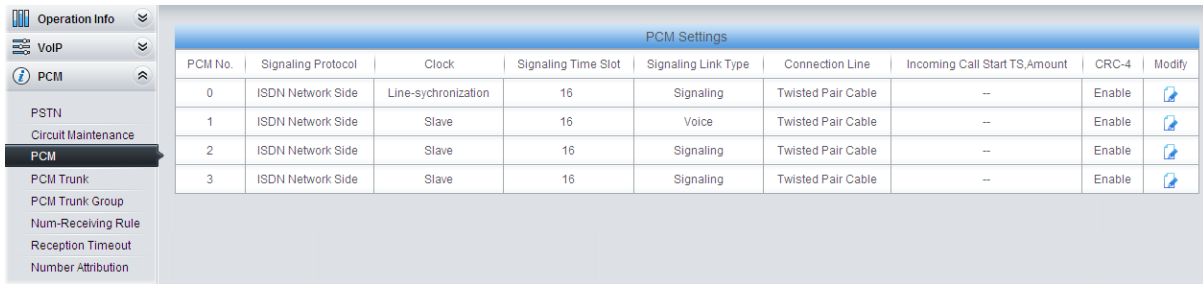 Operation Info
VoIP
PCM
PSTN
Circuit Maintenance
PCM
PCM Trunk
PCM Trunk Group
Num-Receiving Rule
Reception Timeout
Number Attribution
PCM Settings
PCM No. Signaling Protocol Clock Signaling Time Slot Signaling Link Type Connection Line Incoming Call Start TS,Amount CRC-4 Modify
0 ISDN Network Side Line-sychronization 16 Signaling Twisted Pair Cable -- Enable
1 ISDN Network Side Slave 16 Voice Twisted Pair Cable -- Enable
2 ISDN Network Side Slave 16 Signaling Twisted Pair Cable -- Enable
3 ISDN Network Side Slave 16 Signaling Twisted Pair Cable -- Enable